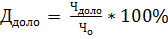 Ддоло = Чдоло / Чо * 100%